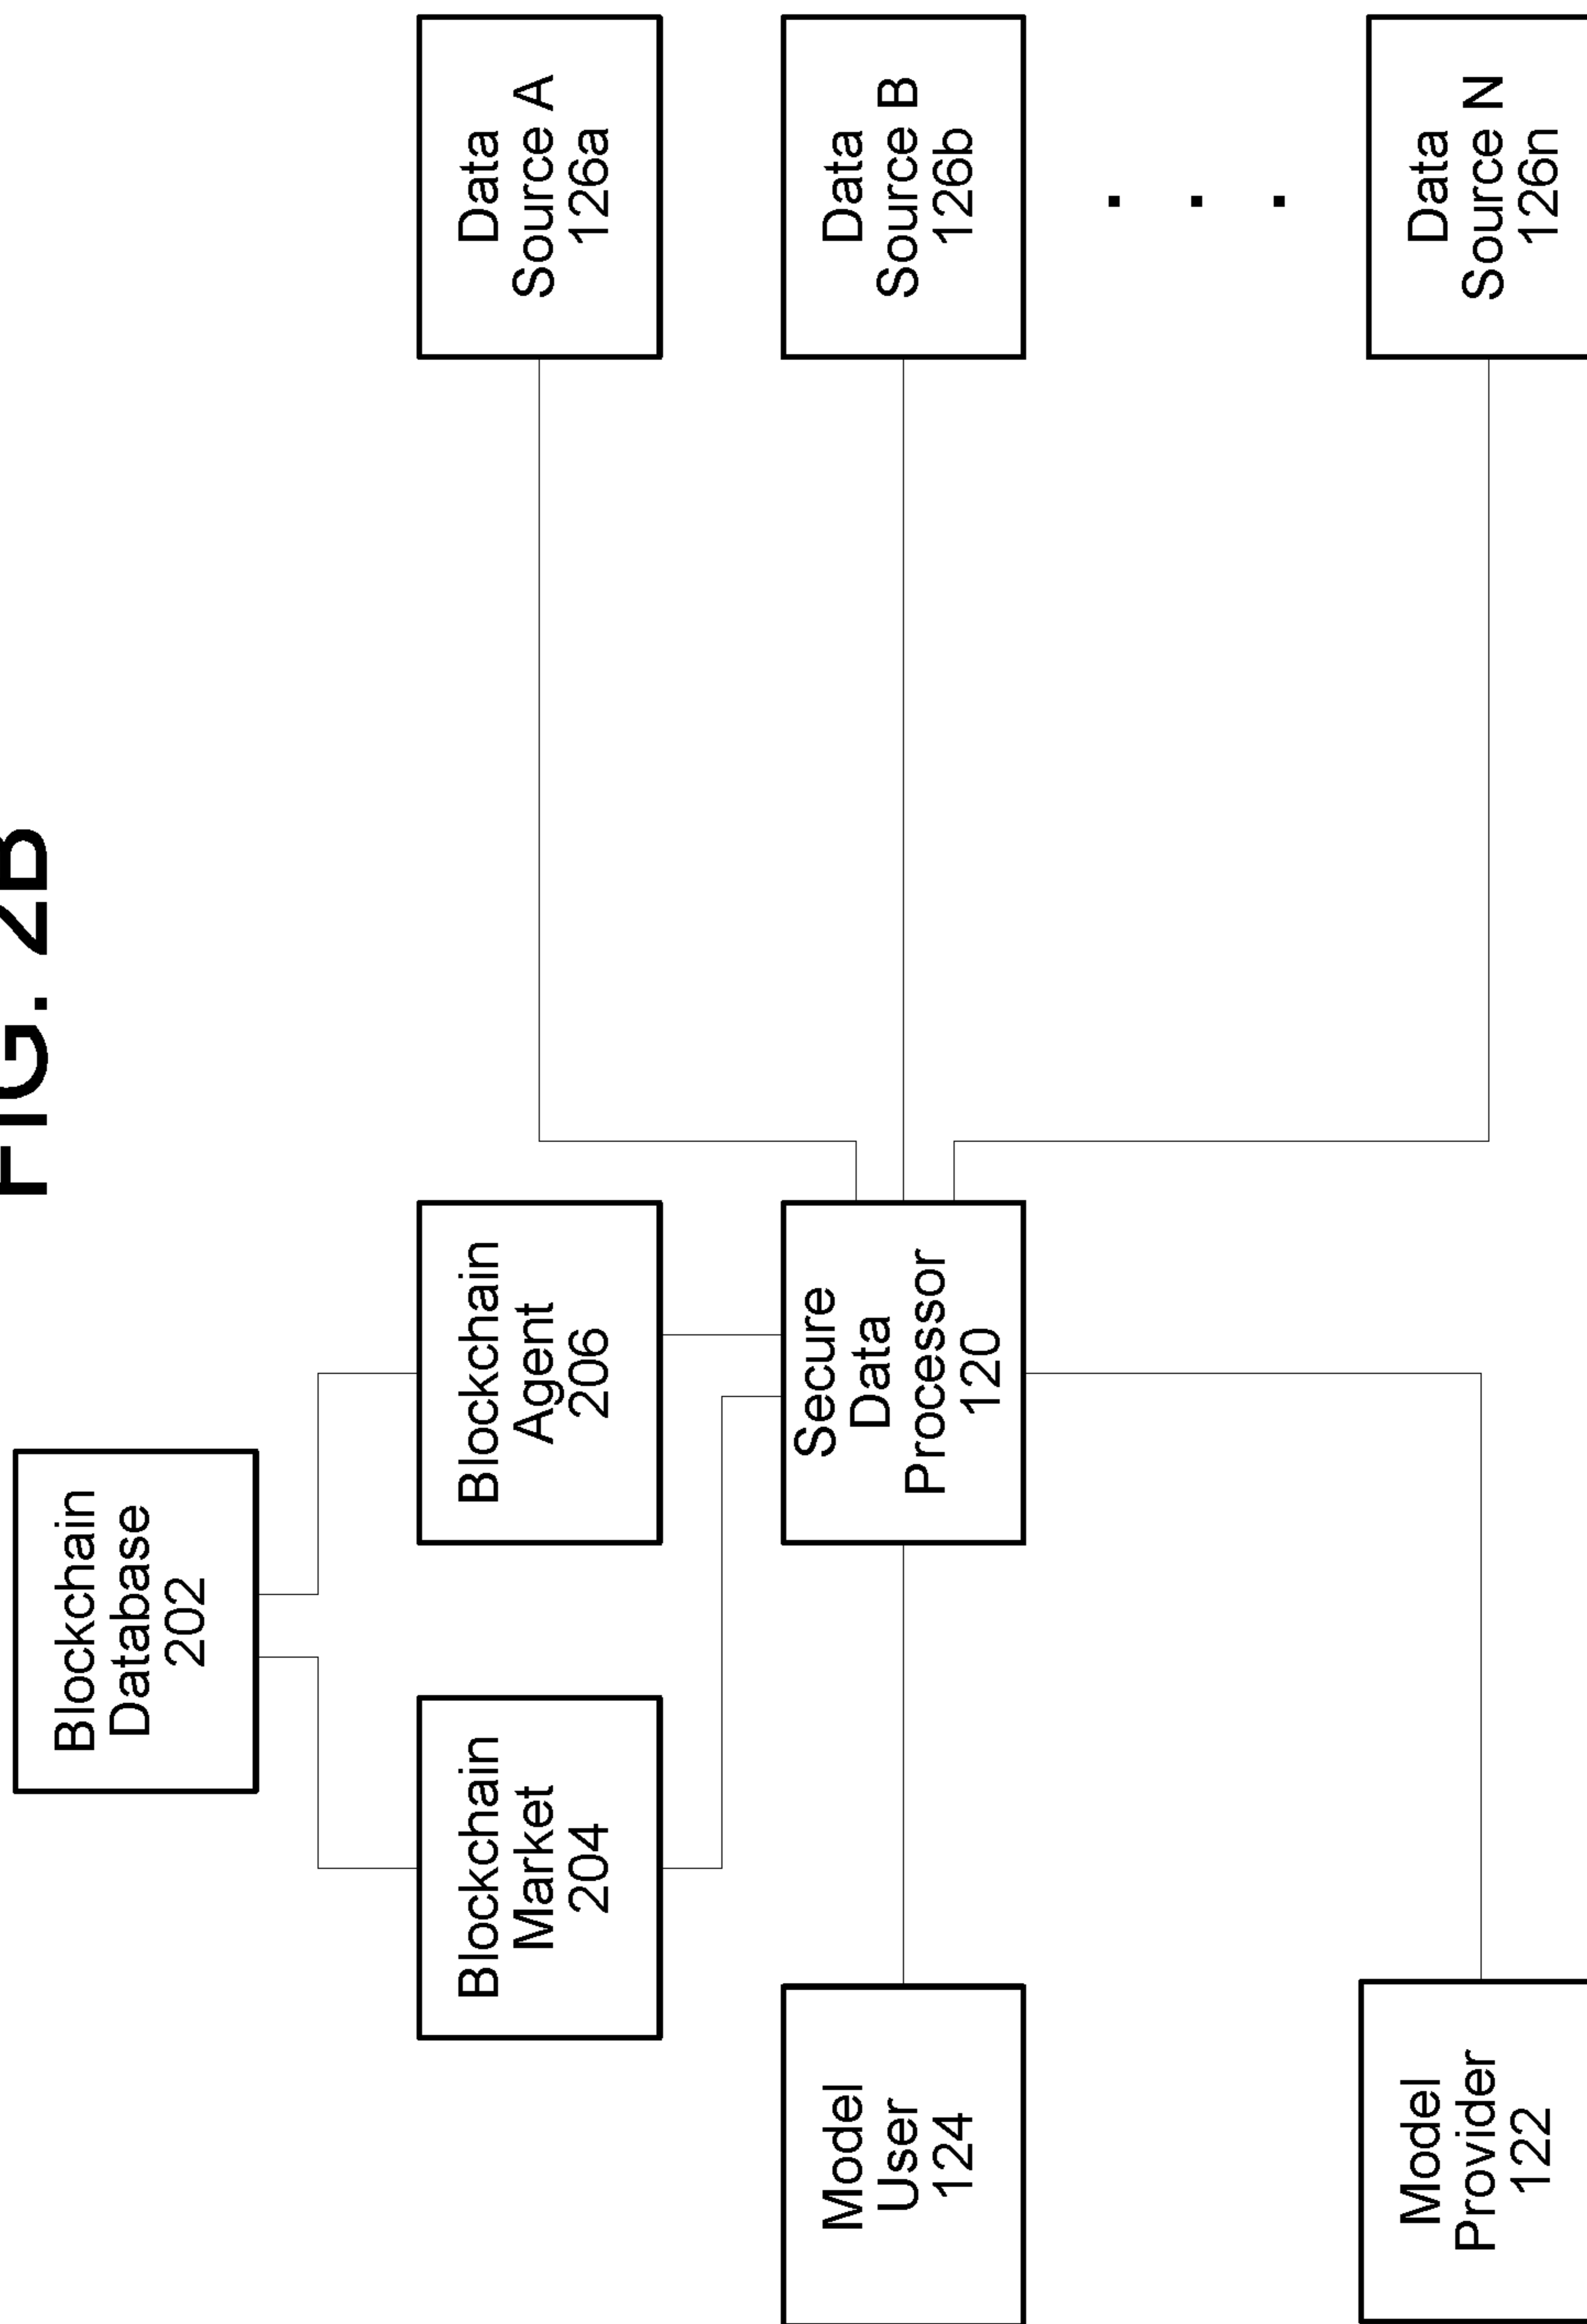 FIG. 2B
Blockchain
Database
202
Blockchain
Market
204
Blockchain
Agent
206
Data
Source A
126a
Model
User
124
Secure
Data
Processor
120
Data
Source B
126b
. . .
Model
Provider
122
Data
Source N
126n